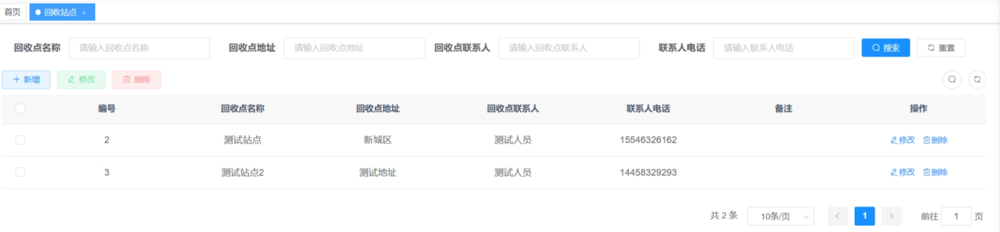 首页 回收站点 ×
回收点名称 请输入回收点名称 回收点地址 请输入回收点地址 回收点联系人 请输入回收点联系人 联系人电话 请输入联系人电话 搜索 重置
+ 新增 修改 删除
编号 回收点名称 回收点地址 回收点联系人 联系人电话 备注 操作
2 测试站点 新城区 测试人员 15546326162 修改 删除
3 测试站点2 测试地址 测试人员 14458329293 修改 删除
共 2 条 10条/页 < 1 > 前往 1 页